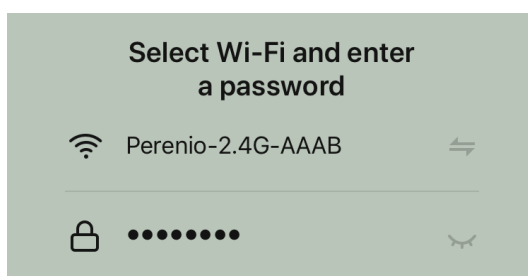 Select Wi-Fi and enter
a password
Perenio-2.4G-AAAB
••••••••